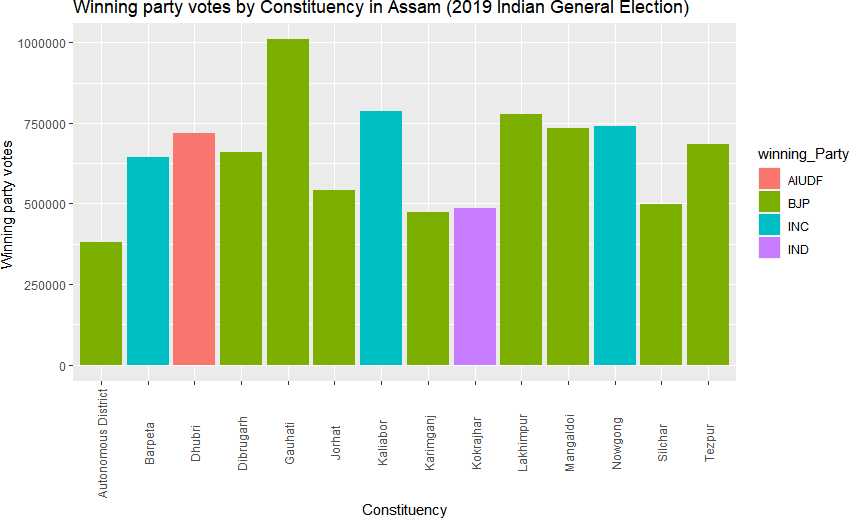 Winning party votes by Constituency in Assam (2019 Indian General Election)
Winning party votes
1000000
750000
500000
250000
0
Autonomous District
Barpeta
Dhubri
Dibrugarh
Gauhati
Jorhat
Kaliabor
Karimganj
Kokrajhar
Lakhimpur
Mangaldoi
Nowgong
Silchar
Tezpur
Constituency
winning_Party
AIUDF
BJP
INC
IND